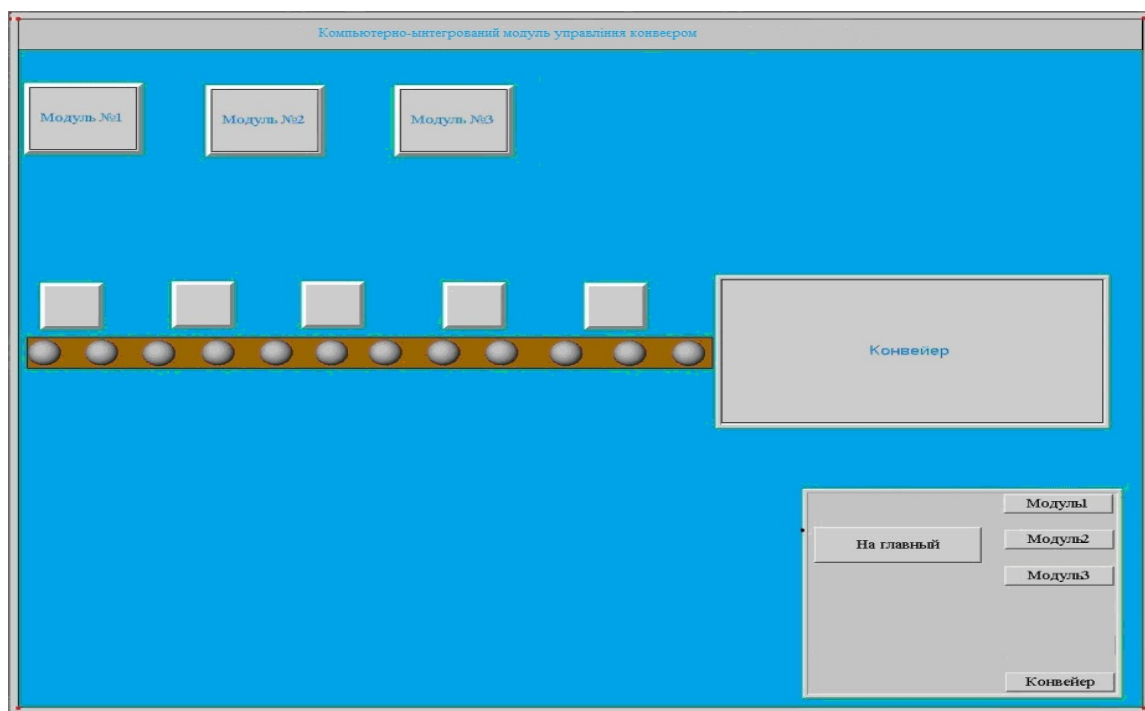 Компьютерно-ынтегрований модуль управління конвеєром
Модуль №1
Модуль №2
Модуль №3
Конвейер
Модуль1
На главный
Модуль2
Модуль3
Конвейер